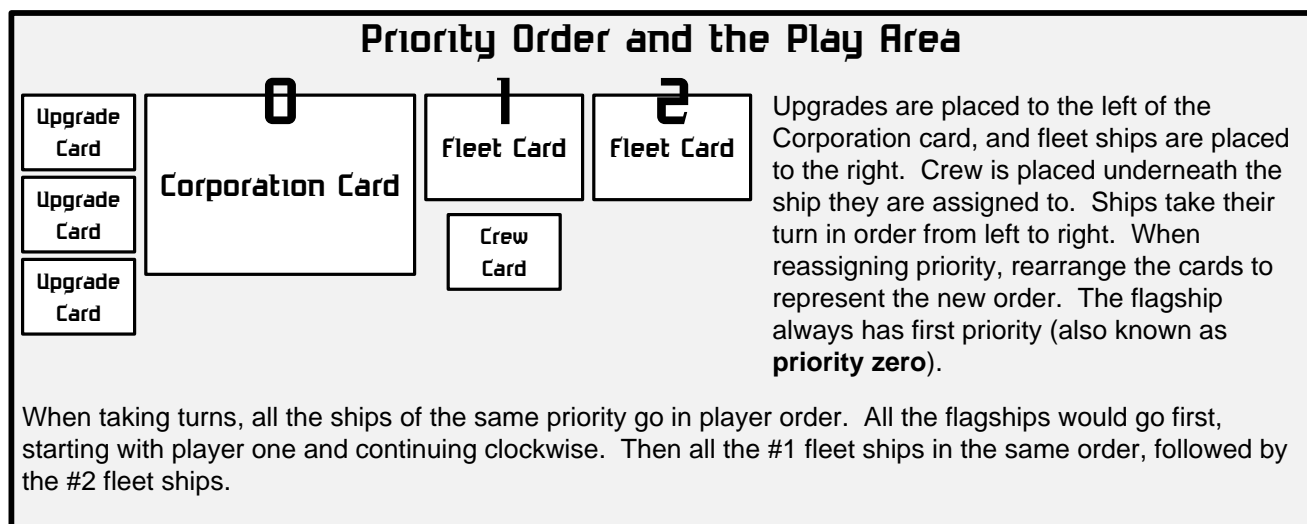 Priority Order and the Play Area
0
1
2
Upgrade
Card
Upgrade
Card
Upgrade
Card
Corporation Card
Fleet Card
Fleet Card
Crew
Card
Upgrades are placed to the left of the
Corporation card, and fleet ships are placed
to the right. Crew is placed underneath the
ship they are assigned to. Ships take their
turn in order from left to right. When
reassigning priority, rearrange the cards to
represent the new order. The flagship
always has first priority (also known as
priority zero).
When taking turns, all the ships of the same priority go in player order. All the flagships would go first,
starting with player one and continuing clockwise. Then all the #1 fleet ships in the same order, followed by
the #2 fleet ships.